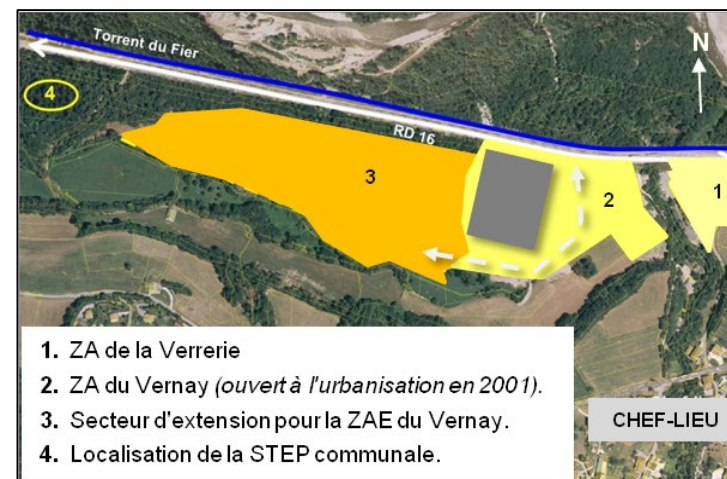 Torrent du Fier
N
4
RD 16
3
2
1
1. ZA de la Verrerie
2. ZA du Vernay (ouvert à l'urbanisation en 2001).
3. Secteur d'extension pour la ZAE du Vernay.
4. Localisation de la STEP communale.
CHEF-LIEU